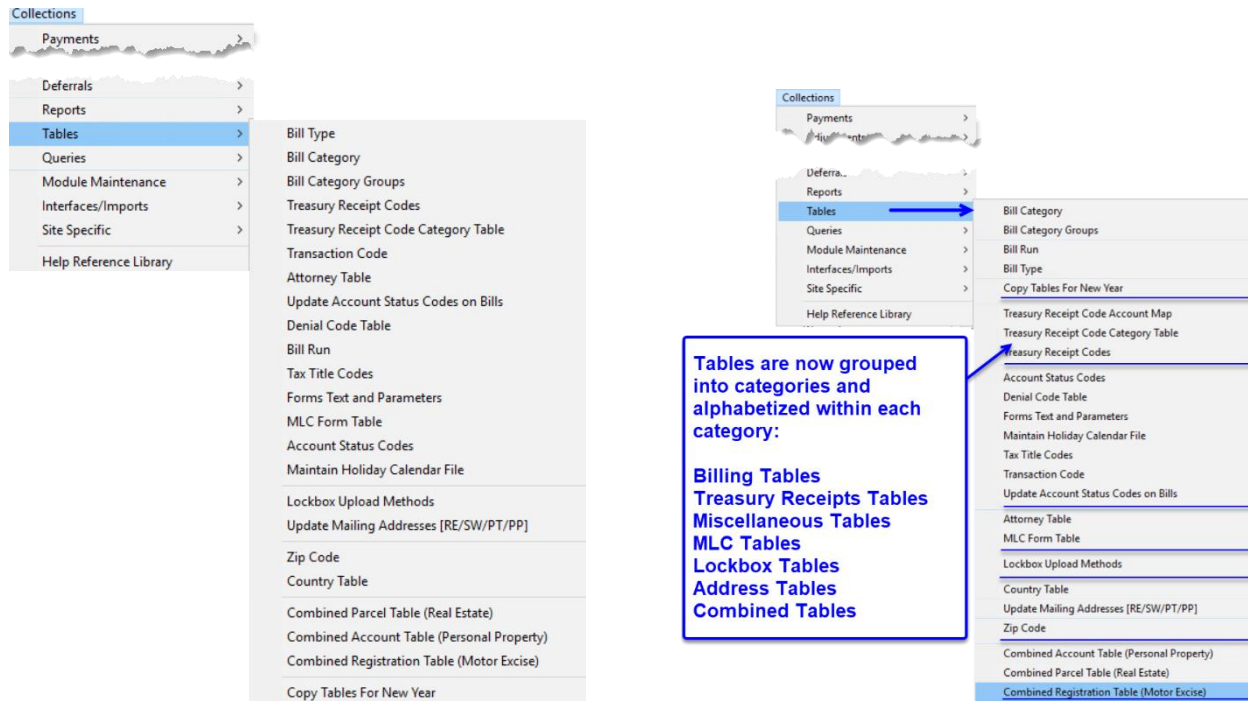 Collections
Payments
Deferrals
Reports
Tables
Queries
Module Maintenance
Interfaces/Imports
Site Specific
Help Reference Library
Bill Type
Bill Category
Bill Category Groups
Treasury Receipt Codes
Treasury Receipt Code Category Table
Transaction Code
Attorney Table
Update Account Status Codes on Bills
Denial Code Table
Bill Run
Tax Title Codes
Forms Text and Parameters
MLC Form Table
Account Status Codes
Maintain Holiday Calendar File
Lockbox Upload Methods
Update Mailing Addresses [RE/SW/PT/PP]
Zip Code
Country Table
Combined Parcel Table (Real Estate)
Combined Account Table (Personal Property)
Combined Registration Table (Motor Excise)
Copy Tables For New Year
Collections
Payments
Reports
Tables
Queries
Module Maintenance
Interfaces/Imports
Site Specific
Help Reference Library
Tables are now grouped
into categories and
alphabetized within each
category:
Billing Tables
Treasury Receipts Tables
Miscellaneous Tables
MLC Tables
Lockbox Tables
Address Tables
Combined Tables
Bill Category
Bill Category Groups
Bill Run
Bill Type
Copy Tables For New Year
Treasury Receipt Code Account Map
Treasury Receipt Code Category Table
Treasury Receipt Codes
Account Status Codes
Denial Code Table
Forms Text and Parameters
Maintain Holiday Calendar File
Tax Title Codes
Transaction Code
Update Account Status Codes on Bills
Attorney Table
MLC Form Table
Lockbox Upload Methods
Country Table
Update Mailing Addresses [RE/SW/PT/PP]
Zip Code
Combined Account Table (Personal Property)
Combined Parcel Table (Real Estate)
Combined Registration Table (Motor Excise)